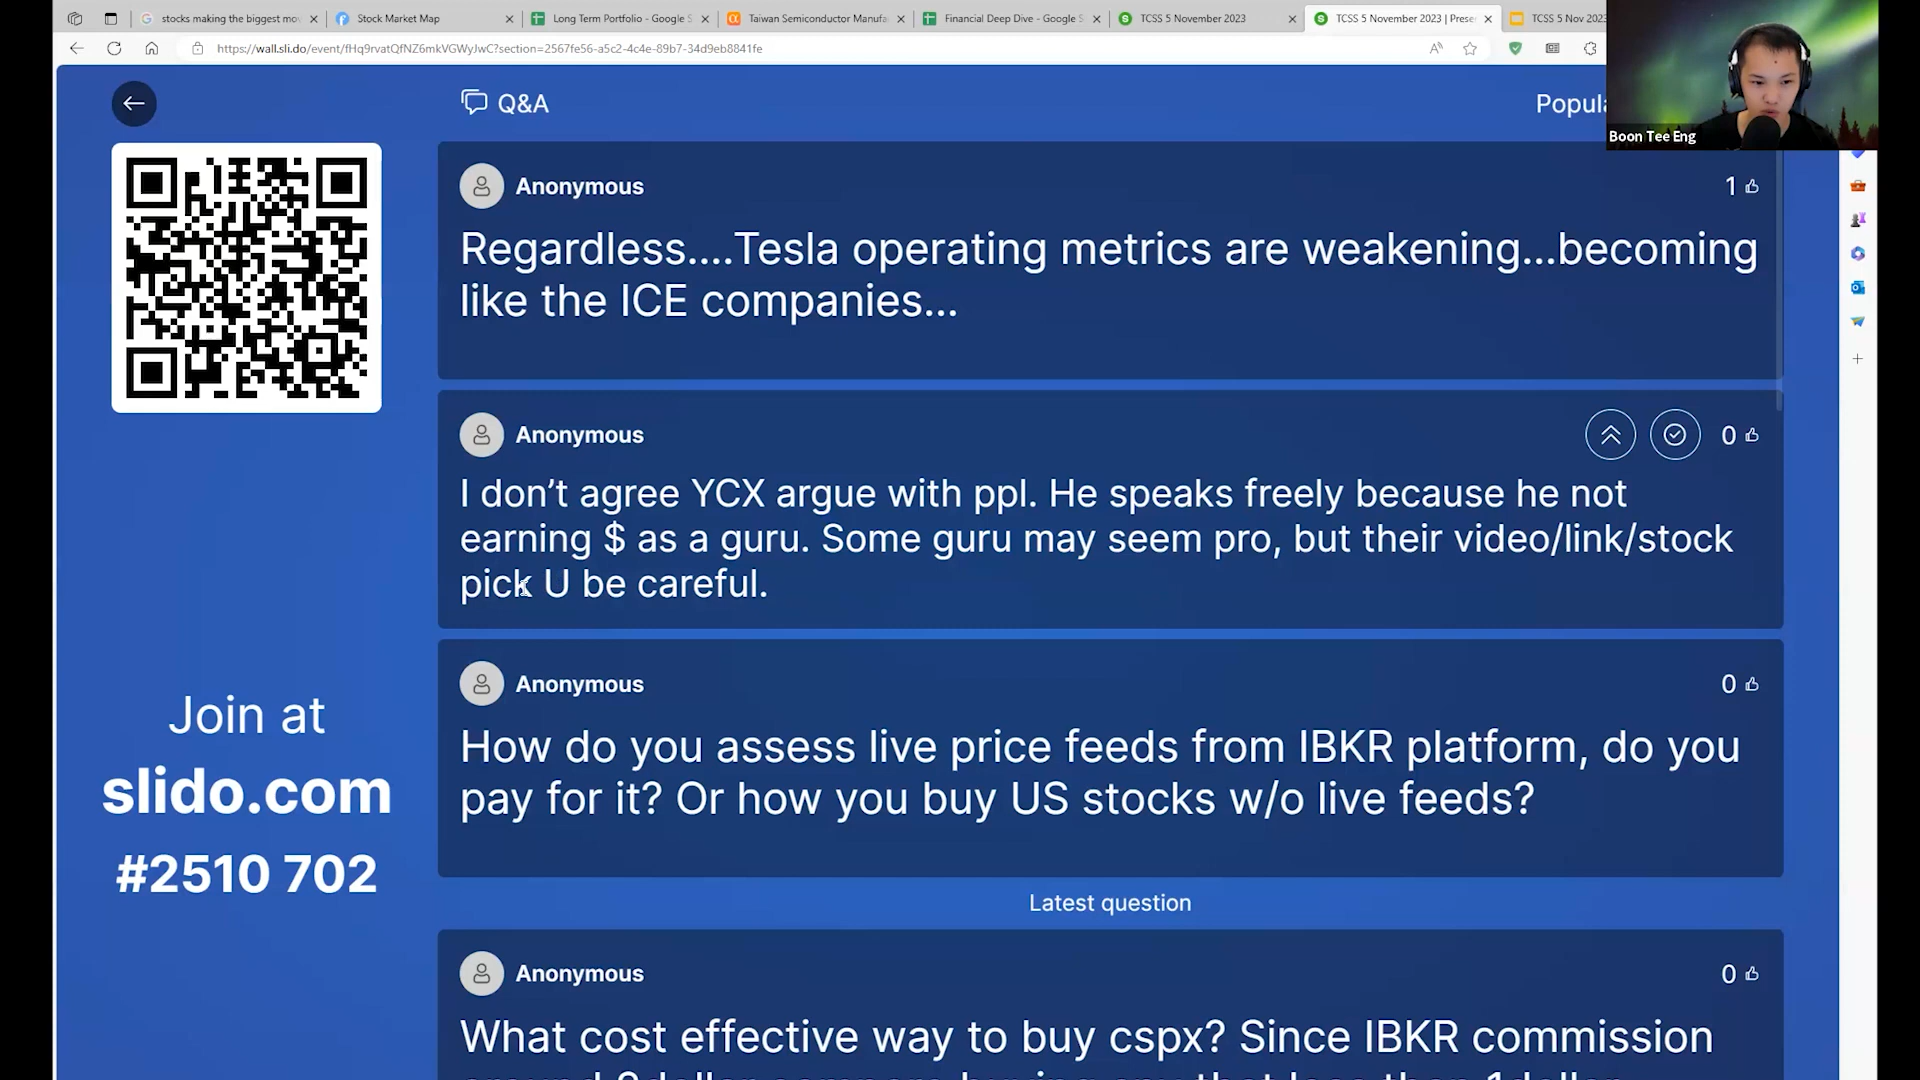 stocks making the biggest mo
Stock Market Map
Long Term Portfolio - Google S
Taiwan Semiconductor Manufa
Financial Deep Dive - Google S
TCSS 5 November 2023
TCSS 5 November 2023 | Prese
TCSS 5 Nov 2023
https://wall.sli.do/event/fHq9rvatQfNZ6mkVGWyJwC?section=2567fe56-a5c2-4c4e-89b7-34d9eb8841fe
Q&A
Popula
Boon Tee Eng
Anonymous
1
Regardless....Tesla operating metrics are weakening...becoming
like the ICE companies...
Anonymous
0
I don’t agree YCX argue with ppl. He speaks freely because he not
earning $ as a guru. Some guru may seem pro, but their video/link/stock
pick U be careful.
Anonymous
0
How do you assess live price feeds from IBKR platform, do you
pay for it? Or how you buy US stocks w/o live feeds?
Join at
slido.com
#2510 702
Latest question
Anonymous
0
What cost effective way to buy cspx? Since IBKR commission